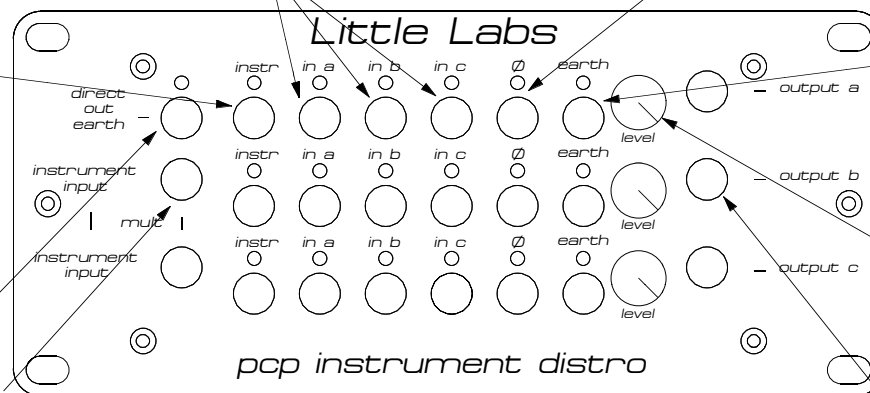 Little Labs
instr in a in b in c Ø earth
direct
out
earth
level
output a
instr in a in b in c Ø earth
instrument
input
level
output b
mult
instr in a in b in c Ø earth
instrument
input
level
output c
pcp instrument distro